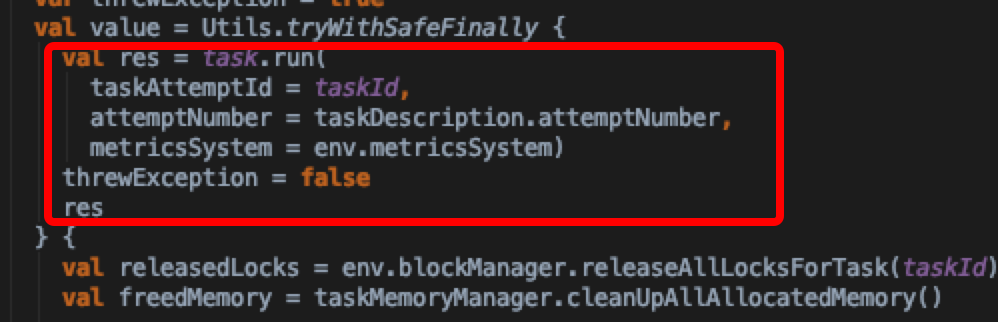 var threwException = true
val value = Utils.tryWithSafeFinally {
val res = task.run(
taskAttemptId = taskId,
attemptNumber = taskDescription.attemptNumber,
metricsSystem = env.metricsSystem)
threwException = false
res
} {
val releasedLocks = env.blockManager.releaseAllLocksForTask(taskId)
val freedMemory = taskMemoryManager.cleanUpAllAllocatedMemory()